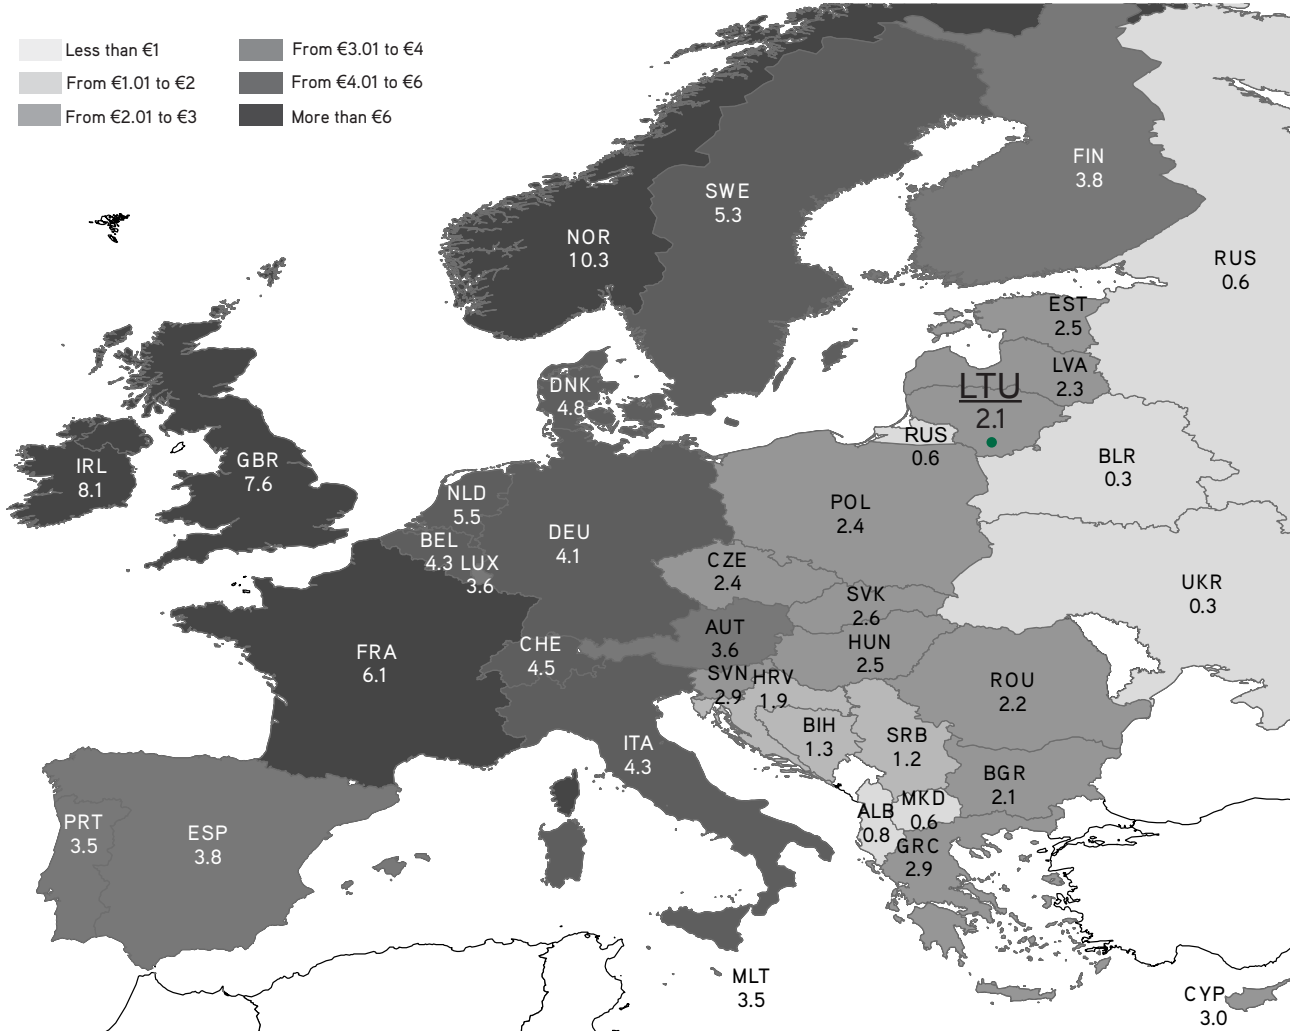 Less than €1
From €1.01 to €2
From €2.01 to €3
From €3.01 to €4
From €4.01 to €6
More than €6
FIN
3.8
SWE
5.3
NOR
10.3
RUS
0.6
EST
2.5
LVA
2.3
LTU
2.1
DNK
4.8
RUS
0.6
BLR
0.3
IRL
8.1
GBR
7.6
NLD
5.5
POL
2.4
DEU
4.1
BEL
4.3
LUX
3.6
CZE
2.4
UKR
0.3
SVK
2.6
AUT
3.6
HUN
2.5
CHE
4.5
FRA
6.1
SVN
2.9
HRV
1.9
ROU
2.2
BIH
1.3
SRB
1.2
ITA
4.3
BGR
2.1
MKD
0.6
ALB
0.8
PRT
3.5
ESP
3.8
GRC
2.9
MLT
3.5
CYP
3.0